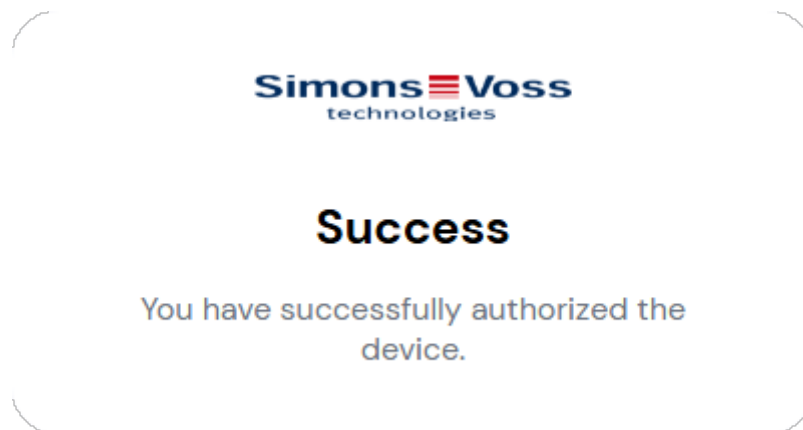 Simons Voss
technologies
Success
You have successfully authorized the
device.